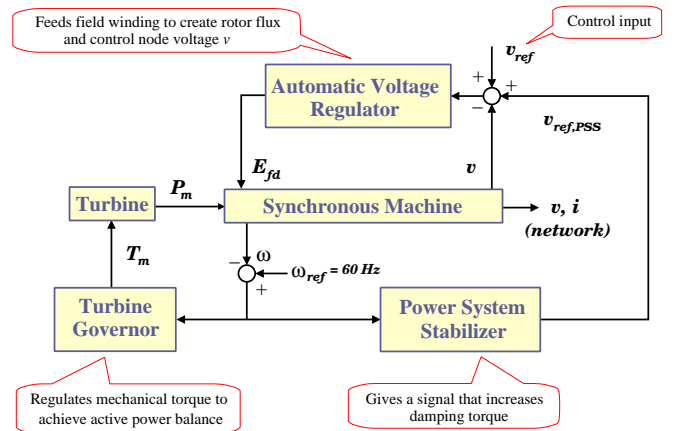 Feeds field winding to create rotor flux
and control node voltage v
Control input
v_ref
+
+
−
Automatic Voltage
Regulator
v_ref,PSS
E_fd
v
P_m
Turbine
Synchronous Machine
v, i
(network)
T_m
−
ω
ω_ref = 60 Hz
+
Turbine
Governor
Power System
Stabilizer
Regulates mechanical torque to
achieve active power balance
Gives a signal that increases
damping torque